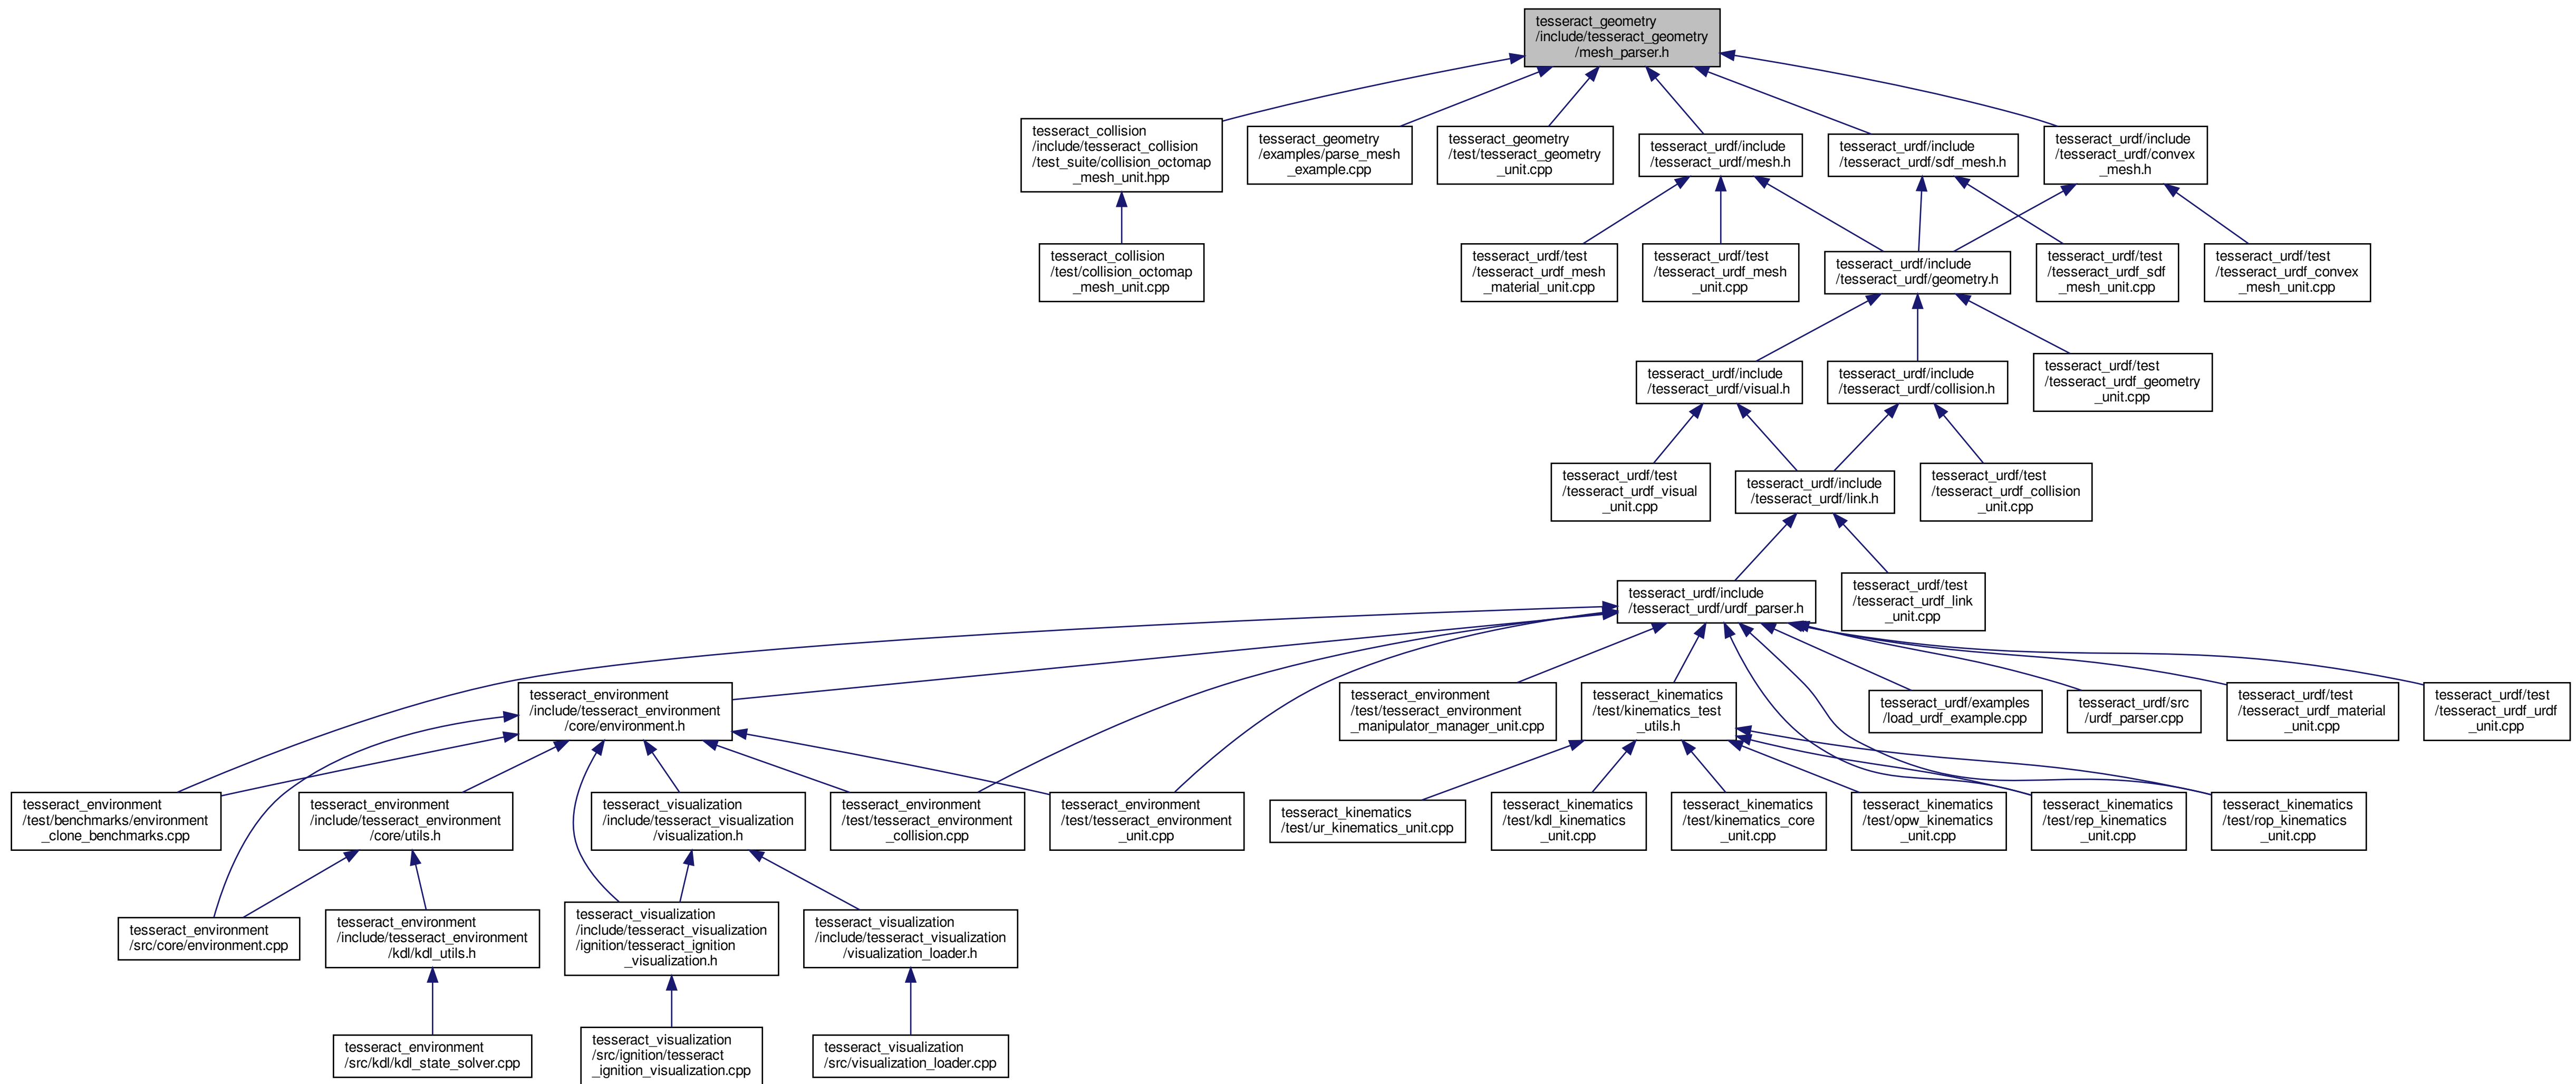 tesseract_geometry
/include/tesseract_geometry
/mesh_parser.h
tesseract_collision
/include/tesseract_collision
/test_suite/collision_octomap
_mesh_unit.hpp
tesseract_geometry
/examples/parse_mesh
_example.cpp
tesseract_geometry
/test/tesseract_geometry
_unit.cpp
tesseract_urdf/include
/tesseract_urdf/mesh.h
tesseract_urdf/include
/tesseract_urdf/sdf_mesh.h
tesseract_urdf/include
/tesseract_urdf/convex
_mesh.h
tesseract_collision
/test/collision_octomap
_mesh_unit.cpp
tesseract_urdf/test
/tesseract_urdf_mesh
_material_unit.cpp
tesseract_urdf/test
/tesseract_urdf_mesh
_unit.cpp
tesseract_urdf/include
/tesseract_urdf/geometry.h
tesseract_urdf/test
/tesseract_urdf_sdf
_mesh_unit.cpp
tesseract_urdf/test
/tesseract_urdf_convex
_mesh_unit.cpp
tesseract_urdf/include
/tesseract_urdf/visual.h
tesseract_urdf/include
/tesseract_urdf/collision.h
tesseract_urdf/test
/tesseract_urdf_geometry
_unit.cpp
tesseract_urdf/test
/tesseract_urdf_visual
_unit.cpp
tesseract_urdf/include
/tesseract_urdf/link.h
tesseract_urdf/test
/tesseract_urdf_collision
_unit.cpp
tesseract_urdf/include
/tesseract_urdf/urdf_parser.h
tesseract_urdf/test
/tesseract_urdf_link
_unit.cpp
tesseract_environment
/include/tesseract_environment
/core/environment.h
tesseract_environment
/test/tesseract_environment
_manipulator_manager_unit.cpp
tesseract_kinematics
/test/kinematics_test
_utils.h
tesseract_urdf/examples
/load_urdf_example.cpp
tesseract_urdf/src
/urdf_parser.cpp
tesseract_urdf/test
/tesseract_urdf_material
_unit.cpp
tesseract_urdf/test
/tesseract_urdf_urdf
_unit.cpp
tesseract_environment
/test/benchmarks/environment
_clone_benchmarks.cpp
tesseract_environment
/include/tesseract_environment
/core/utils.h
tesseract_visualization
/include/tesseract_visualization
/visualization.h
tesseract_environment
/test/tesseract_environment
_collision.cpp
tesseract_environment
/test/tesseract_environment
_unit.cpp
tesseract_kinematics
/test/ur_kinematics_unit.cpp
tesseract_kinematics
/test/kdl_kinematics
_unit.cpp
tesseract_kinematics
/test/kinematics_core
_unit.cpp
tesseract_kinematics
/test/opw_kinematics
_unit.cpp
tesseract_kinematics
/test/rep_kinematics
_unit.cpp
tesseract_kinematics
/test/rop_kinematics
_unit.cpp
tesseract_environment
/src/core/environment.cpp
tesseract_environment
/include/tesseract_environment
/kdl/kdl_utils.h
tesseract_visualization
/include/tesseract_visualization
/ignition/tesseract_ignition
_visualization.h
tesseract_visualization
/include/tesseract_visualization
/visualization_loader.h
tesseract_environment
/src/kdl/kdl_state_solver.cpp
tesseract_visualization
/src/ignition/tesseract
_ignition_visualization.cpp
tesseract_visualization
/src/visualization_loader.cpp